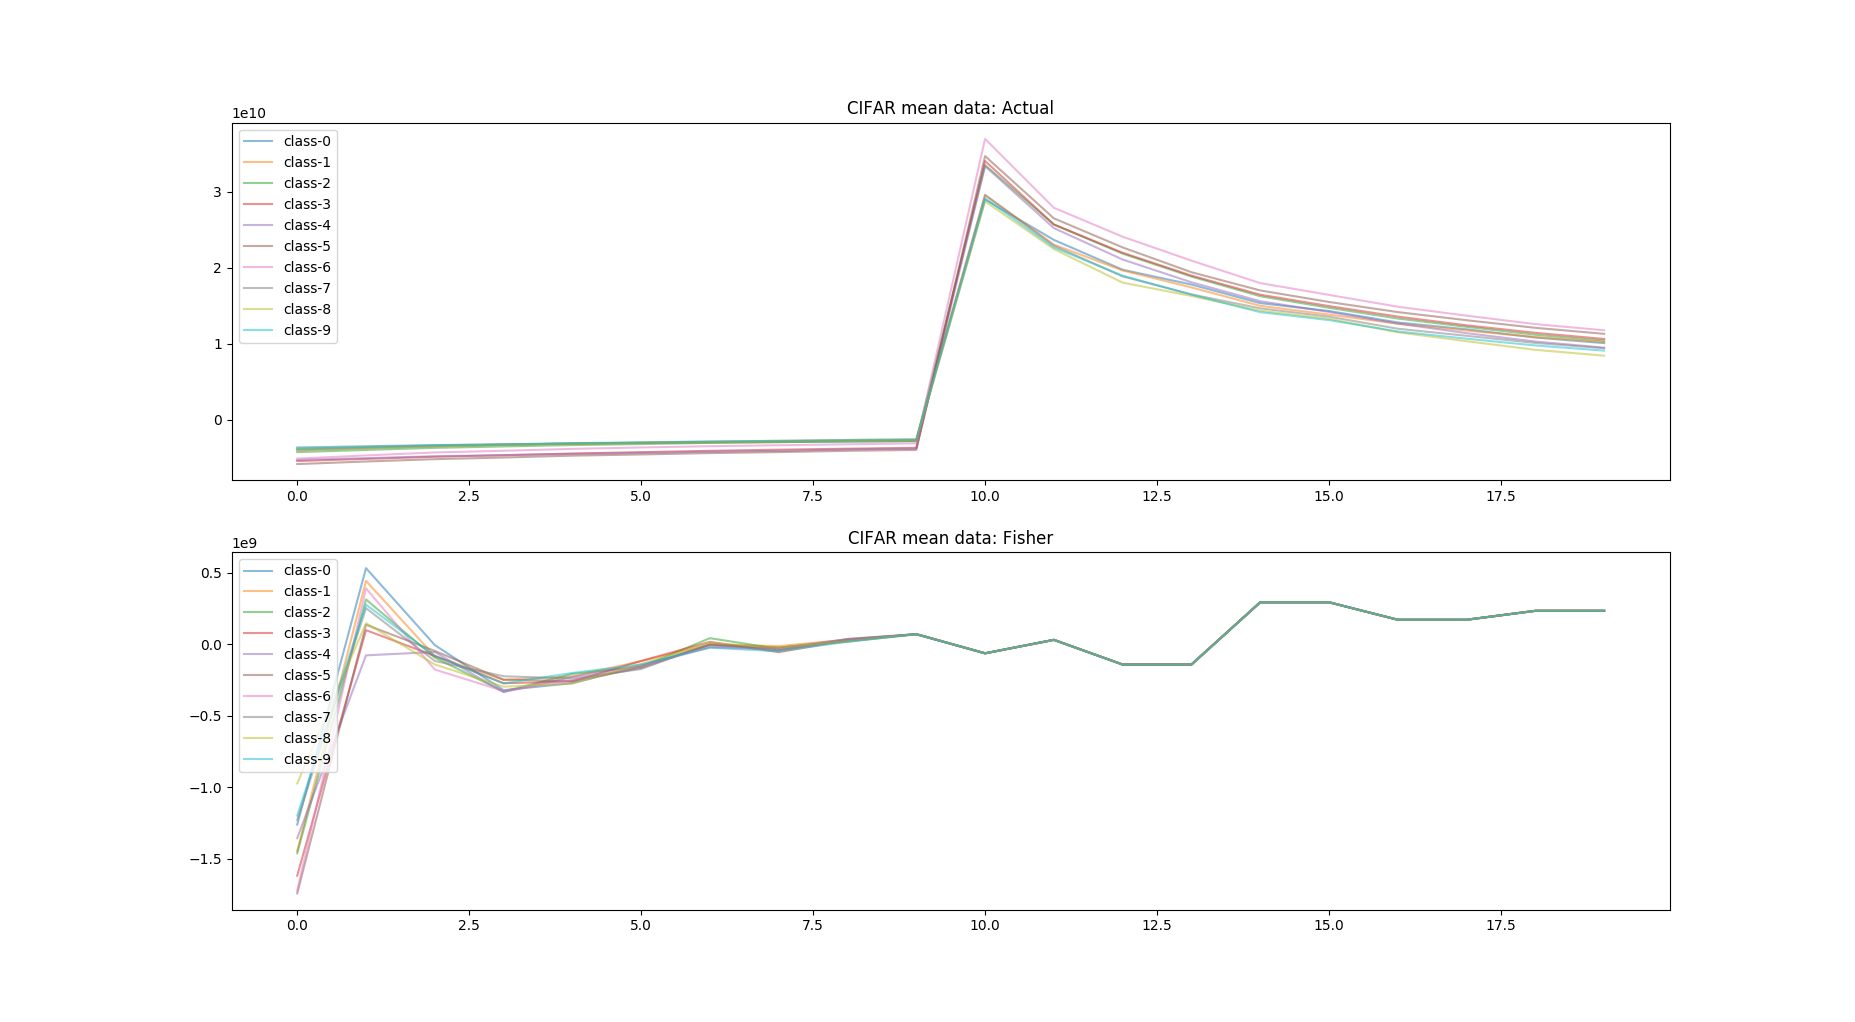 CIFAR mean data: Actual
1e10
class-0
class-1
class-2
class-3
class-4
class-5
class-6
class-7
class-8
class-9
3
2
1
0
0.0 2.5 5.0 7.5 10.0 12.5 15.0 17.5
CIFAR mean data: Fisher
1e9
class-0
class-1
class-2
class-3
class-4
class-5
class-6
class-7
class-8
class-9
0.5
0.0
−0.5
−1.0
−1.5
0.0 2.5 5.0 7.5 10.0 12.5 15.0 17.5